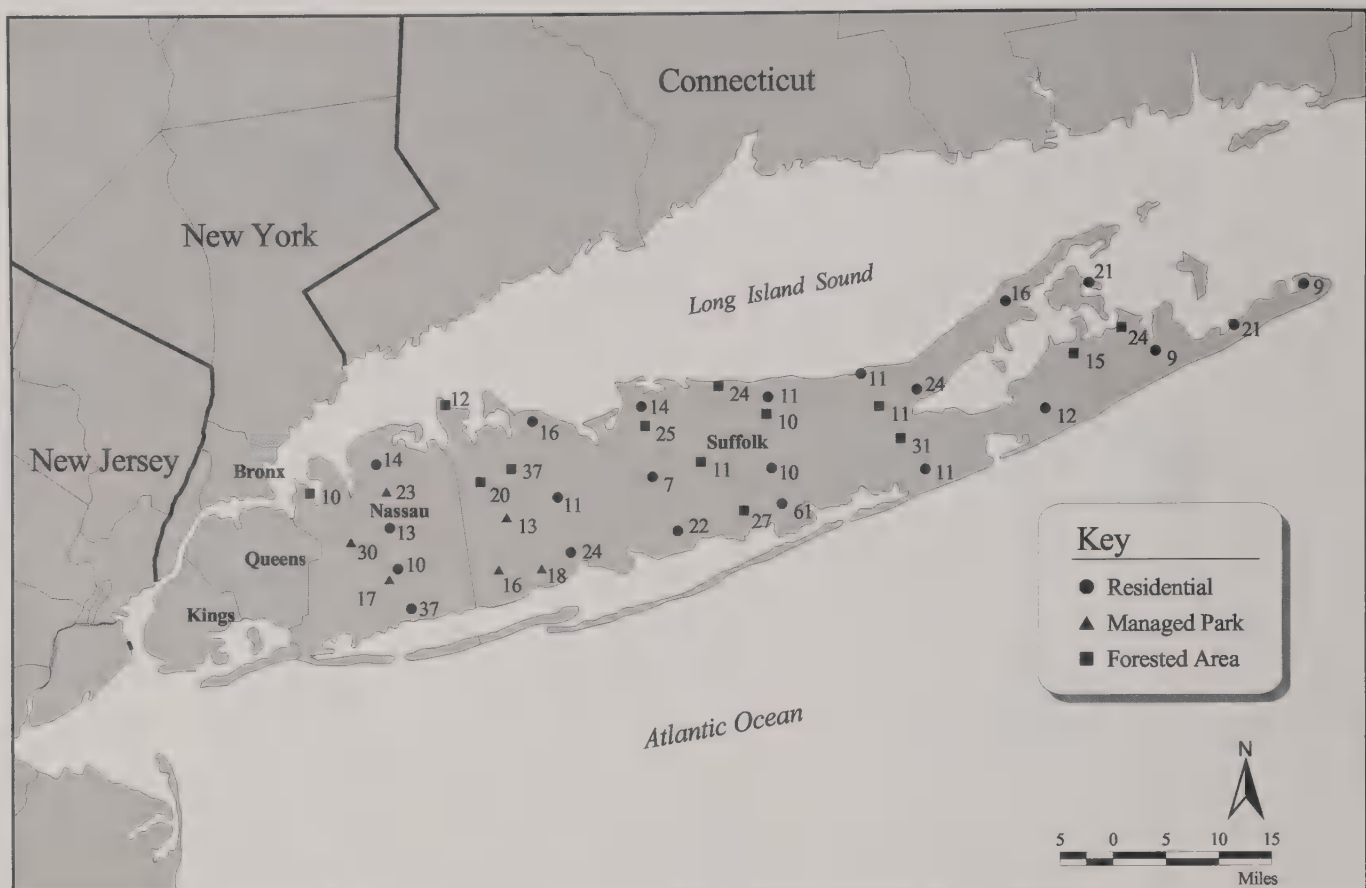 Connecticut
New York
Long Island Sound
21
16
9
21
24
9
15
11
24
11
24
12
14
12
11
10
16
25
Suffolk
31
New Jersey
Bronx
14
37
11
10
11
10
23
20
7
Nassau
11
13
13
27
61
22
Queens
30
24
10
16
18
17
Kings
37
Key
Residential
Managed Park
Forested Area
Atlantic Ocean
N
5 0 5 10 15
Miles